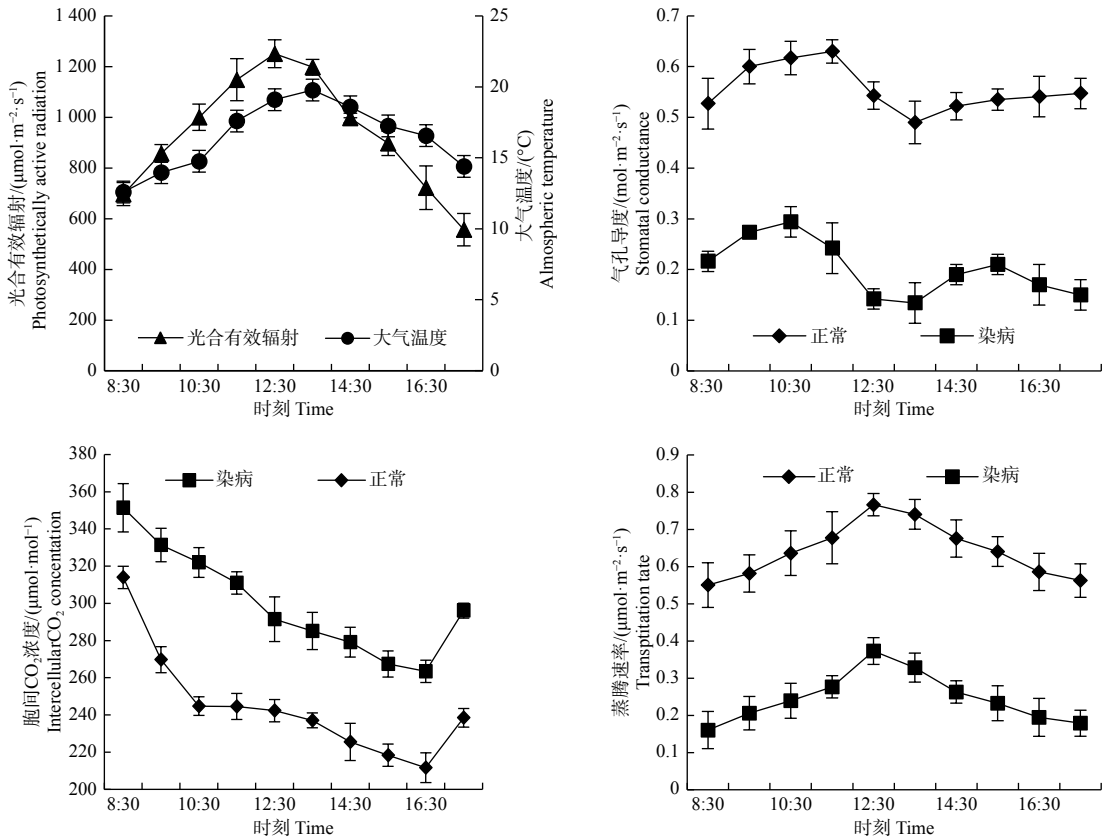 1 400
1 200
1 000
800
600
400
200
0
光合有效辐射/(μmol·m⁻²·s⁻¹)
Photosynthetically active radiation
25
20
15
10
5
0
大气温度/(°C)
Almospheric temperature
光合有效辐射
大气温度
8:30
10:30
12:30
14:30
16:30
时刻 Time
0.7
0.6
0.5
0.4
0.3
0.2
0.1
0
气孔导度/(mol·m⁻²·s⁻¹)
Stomatal conductance
正常
染病
8:30
10:30
12:30
14:30
16:30
时刻 Time
380
360
340
320
300
280
260
240
220
200
胞间CO₂浓度/(μmol·mol⁻¹)
IntercellularCO₂ concentration
染病
正常
8:30
10:30
12:30
14:30
16:30
时刻 Time
0.9
0.8
0.7
0.6
0.5
0.4
0.3
0.2
0.1
0
蒸腾速率/(μmol·m⁻²·s⁻¹)
Transptitation tate
正常
染病
8:30
10:30
12:30
14:30
16:30
时刻 Time